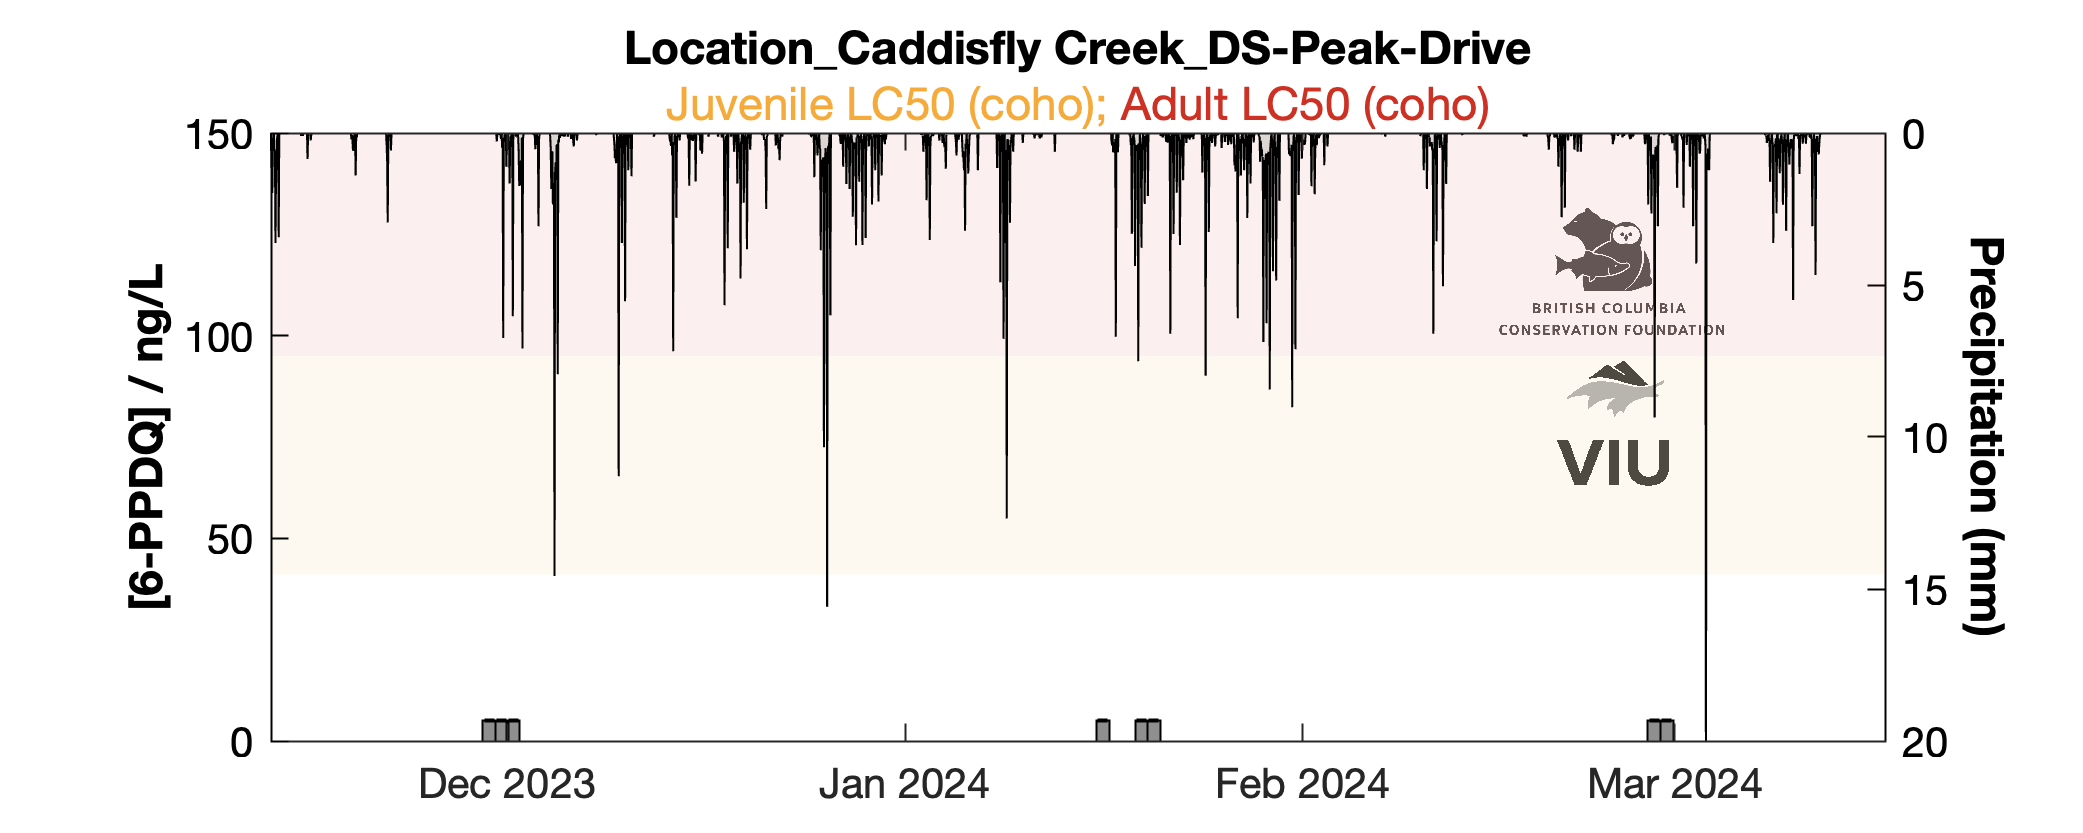 Location_Caddisfly Creek_DS-Peak-Drive
Juvenile LC50 (coho); Adult LC50 (coho)
150
100
50
0
[6-PPDQ] / ng/L
0
5
10
15
20
Precipitation (mm)
BRITISH COLUMBIA
CONSERVATION FOUNDATION
VIU
Dec 2023
Jan 2024
Feb 2024
Mar 2024